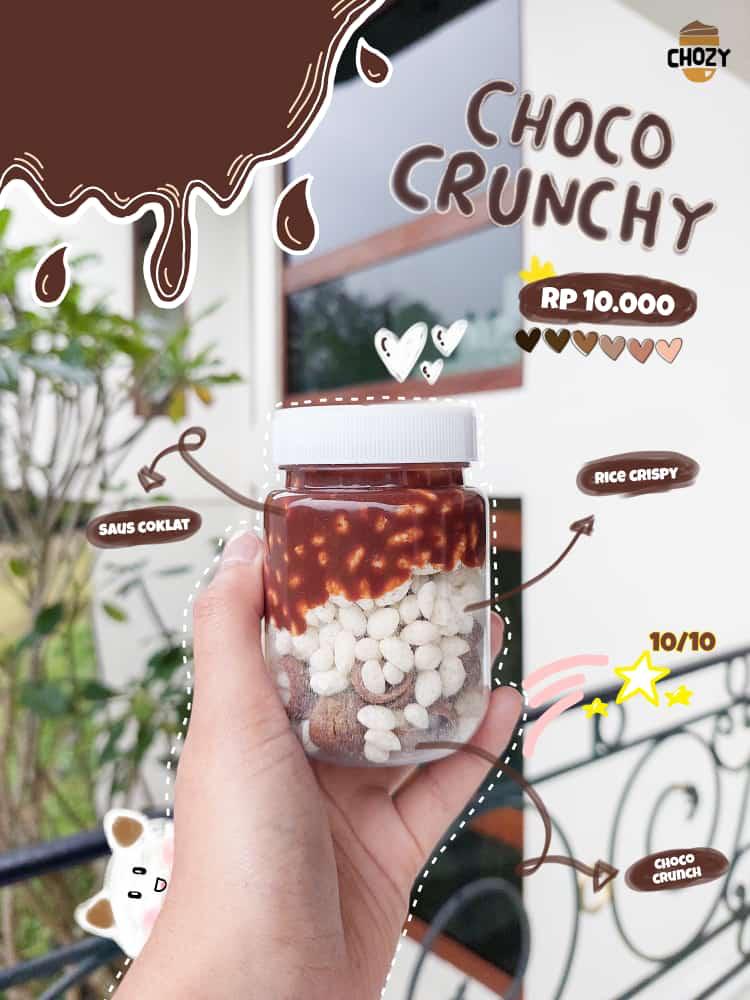 CHOZY
CHOCO
CRUNCHY
RP 10.000
RICE CRISPY
SAUS COKLAT
10/10
CHOCO
CRUNCH